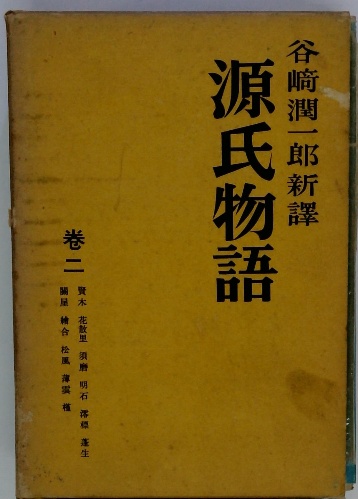 谷崎潤一郎新譯
源氏物語
卷二
賢木 花散里 須磨 明石 澪標 蓬生
關屋 繪合 松風 薄雲 槿